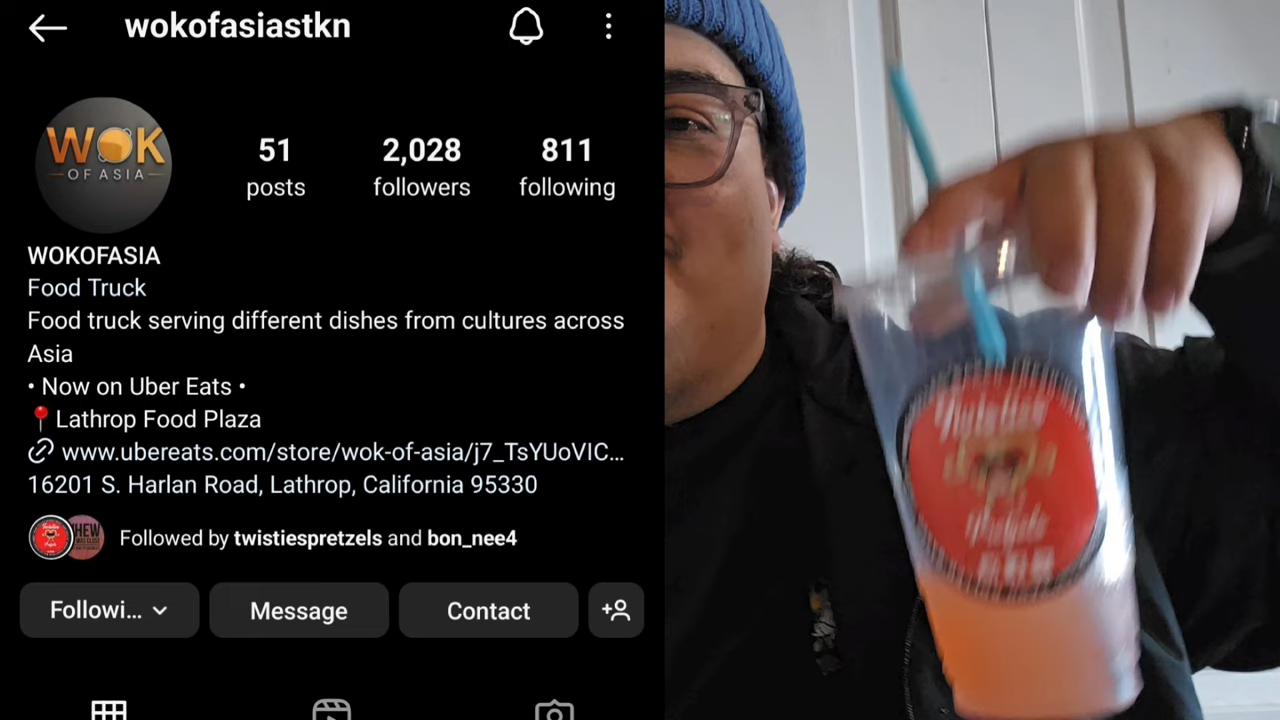 wokofasiastkn
WOK
OF ASIA
51
posts
2,028
followers
811
following
WOKOFASIA
Food Truck
Food truck serving different dishes from cultures across
Asia
• Now on Uber Eats •
📍Lathrop Food Plaza
www.ubereats.com/store/wok-of-asia/j7_TsYUoVIC…
16201 S. Harlan Road, Lathrop, California 95330
Followed by twistiespretzels and bon_nee4
Followi…
Message
Contact